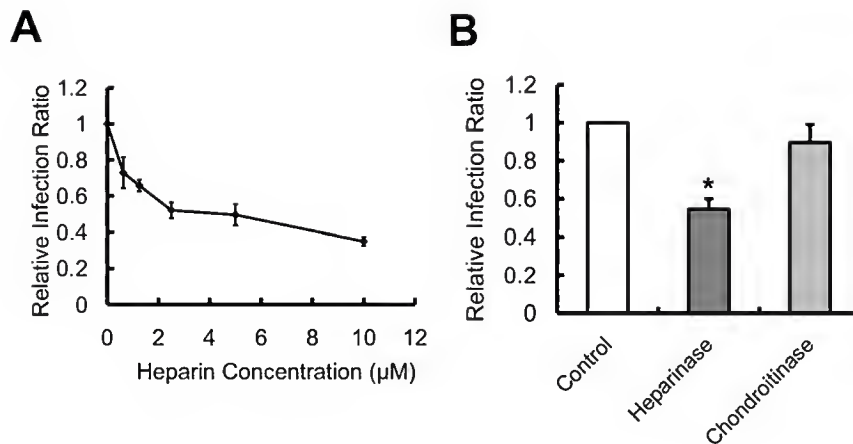 A
Relative Infection Ratio
1.2
1
0.8
0.6
0.4
0.2
0
0 2 4 6 8 10 12
Heparin Concentration (µM)
B
Relative Infection Ratio
1.2
1
0.8
0.6
0.4
0.2
0
*
Control
Heparinase
Chondroitinase